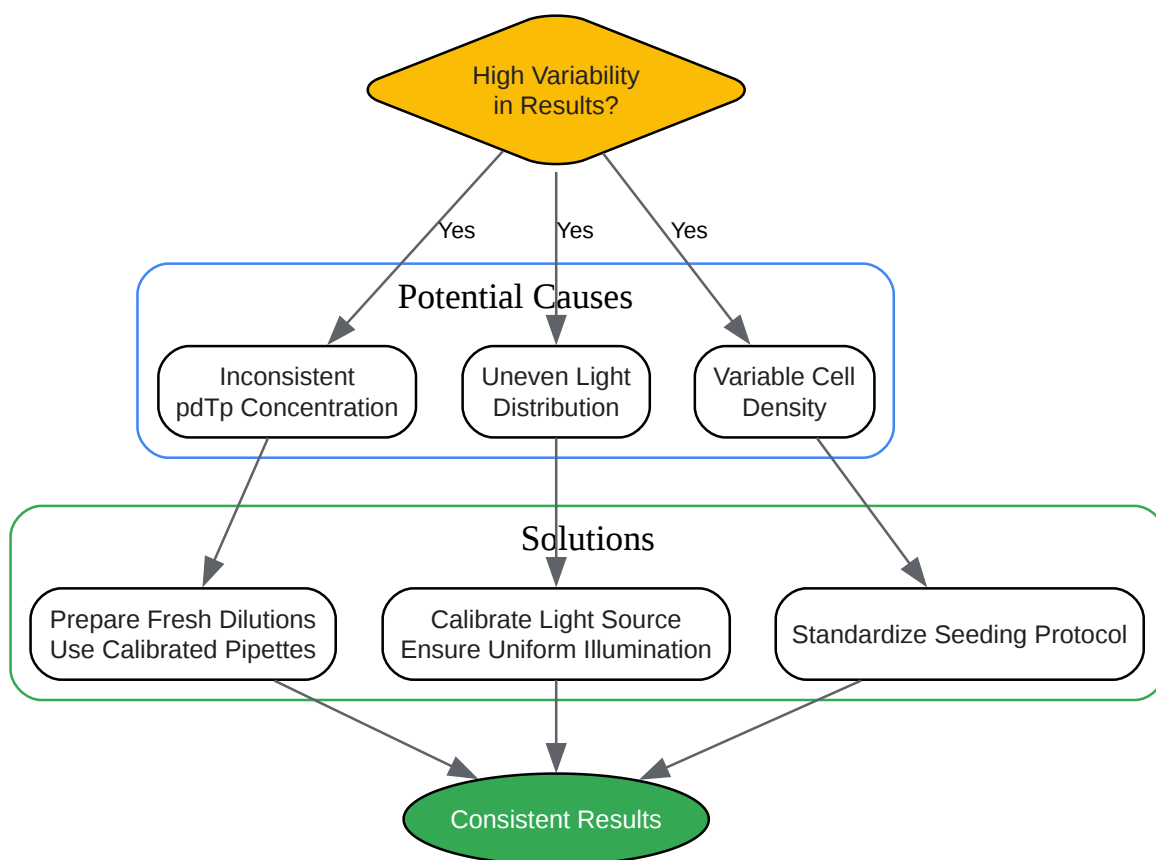 High Variability
in Results?
Yes
Yes
Yes
Potential Causes
Inconsistent
pdTp Concentration
Uneven Light
Distribution
Variable Cell
Density
Solutions
Prepare Fresh Dilutions
Use Calibrated Pipettes
Calibrate Light Source
Ensure Uniform Illumination
Standardize Seeding Protocol
Consistent Results